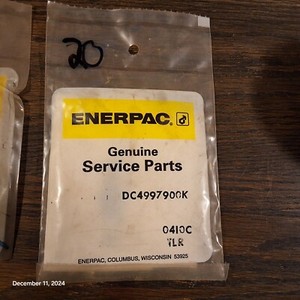 20
ENERPAC
Genuine
Service Parts
DC4997900K
0410C
TLR
ENERPAC, COLUMBUS, WISCONSIN 53925
December 11, 2024